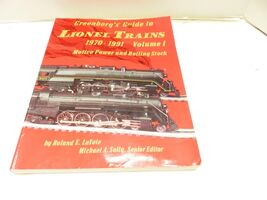 Greenberg's Guide to
LIONEL TRAINS
1970-1991 Volume I
Motive Power and Rolling Stock
by Roland E. LaVoie
Michael A. Solly, Senior Editor